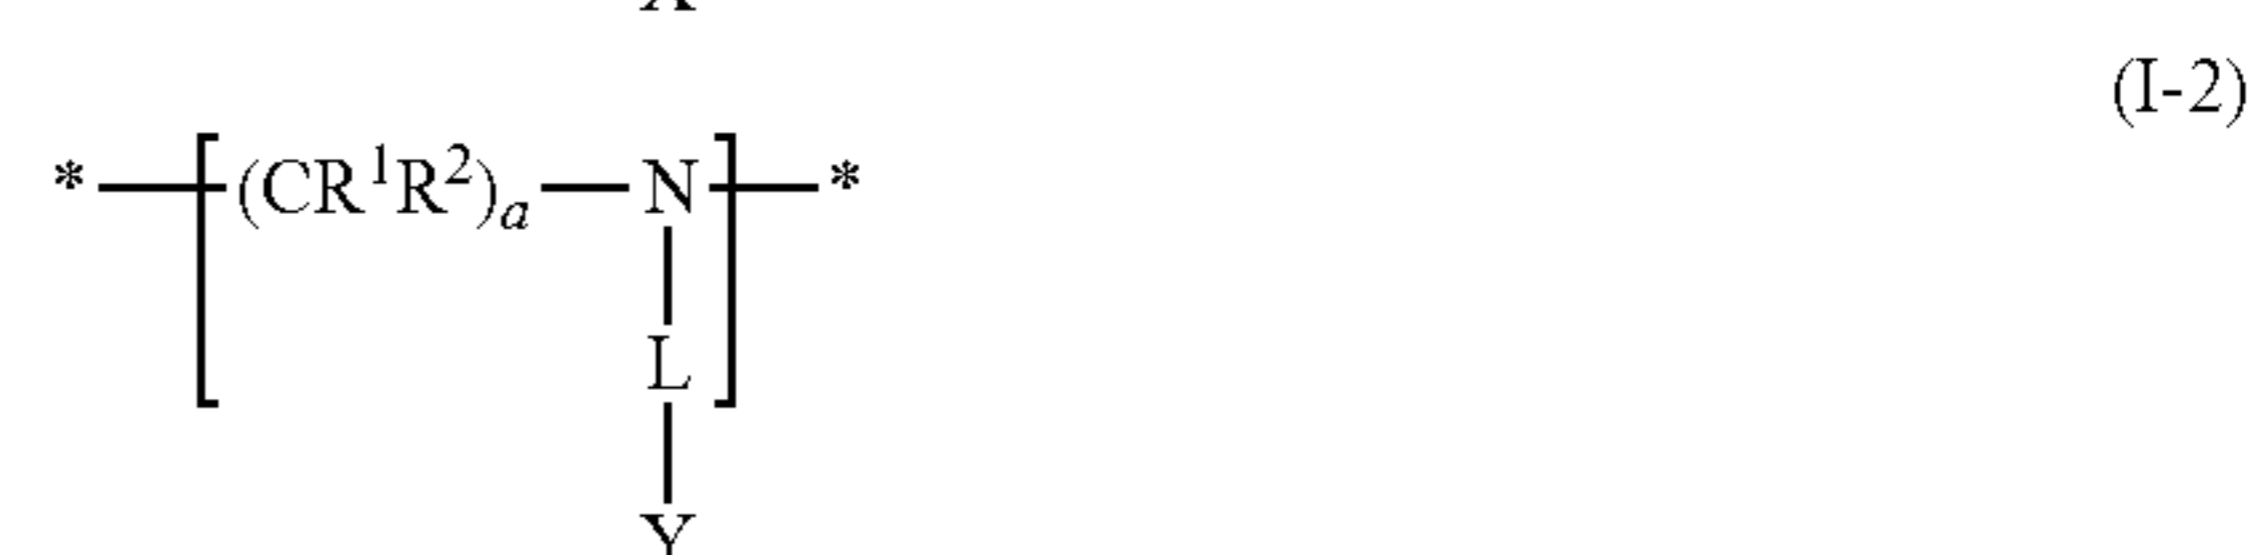 (I-2)
* [ (CR¹R²)ₐ — N ] *
L
Y